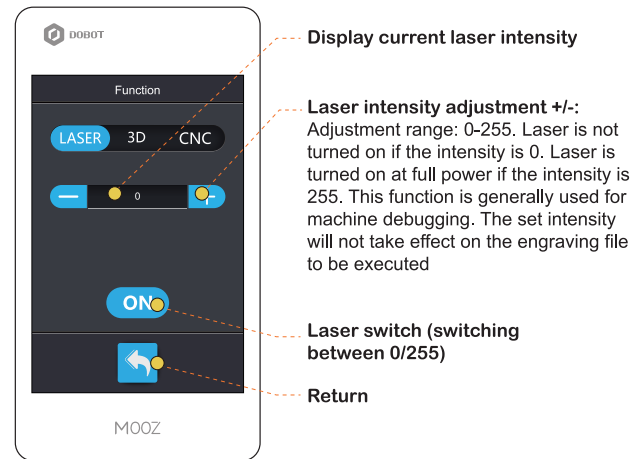 DOBOT
Function
LASER 3D CNC
0
ON
MOOZ
Display current laser intensity
Laser intensity adjustment +/-:
Adjustment range: 0-255. Laser is not
turned on if the intensity is 0. Laser is
turned on at full power if the intensity is
255. This function is generally used for
machine debugging. The set intensity
will not take effect on the engraving file
to be executed
Laser switch (switching
between 0/255)
Return